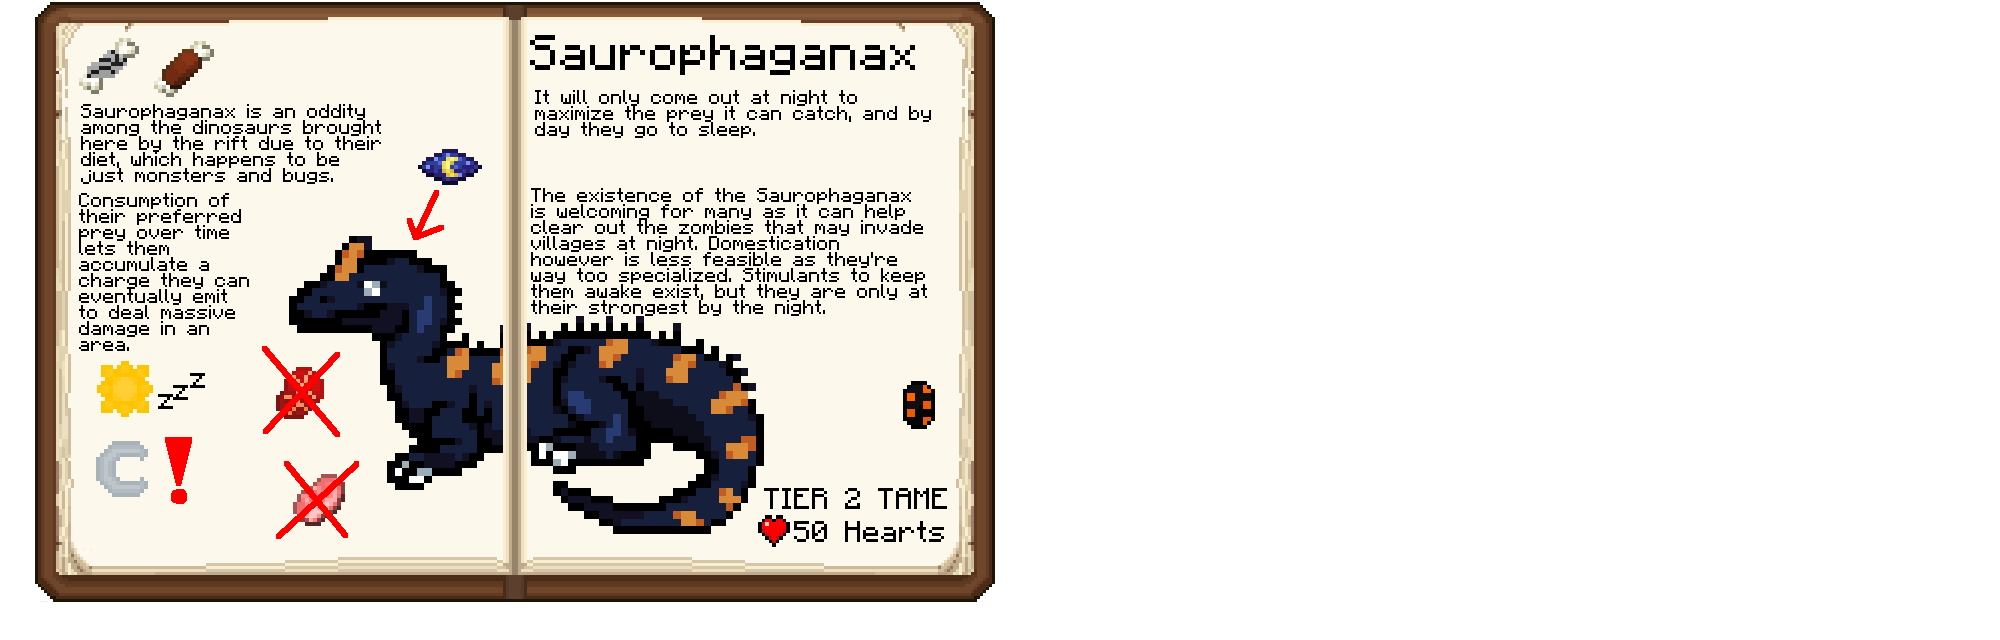 Saurophaganax is an oddity
among the dinosaurs brought
here by the rift due to their
diet, which happens to be
just monsters and bugs.
Consumption of
their preferred
prey over time
lets them
accumulate a
charge they can
eventually emit
to deal massive
damage in an
area.
zzz
!
Saurophaganax
It will only come out at night to
maximize the prey it can catch, and by
day they go to sleep.
The existence of the Saurophaganax
is welcoming for many as it can help
clear out the zombies that may invade
villages at night. Domestication
however is less feasible as they're
way too specialized. Stimulants to keep
them awake exist, but they are only at
their strongest by the night.
TIER 2 TAME
50 Hearts